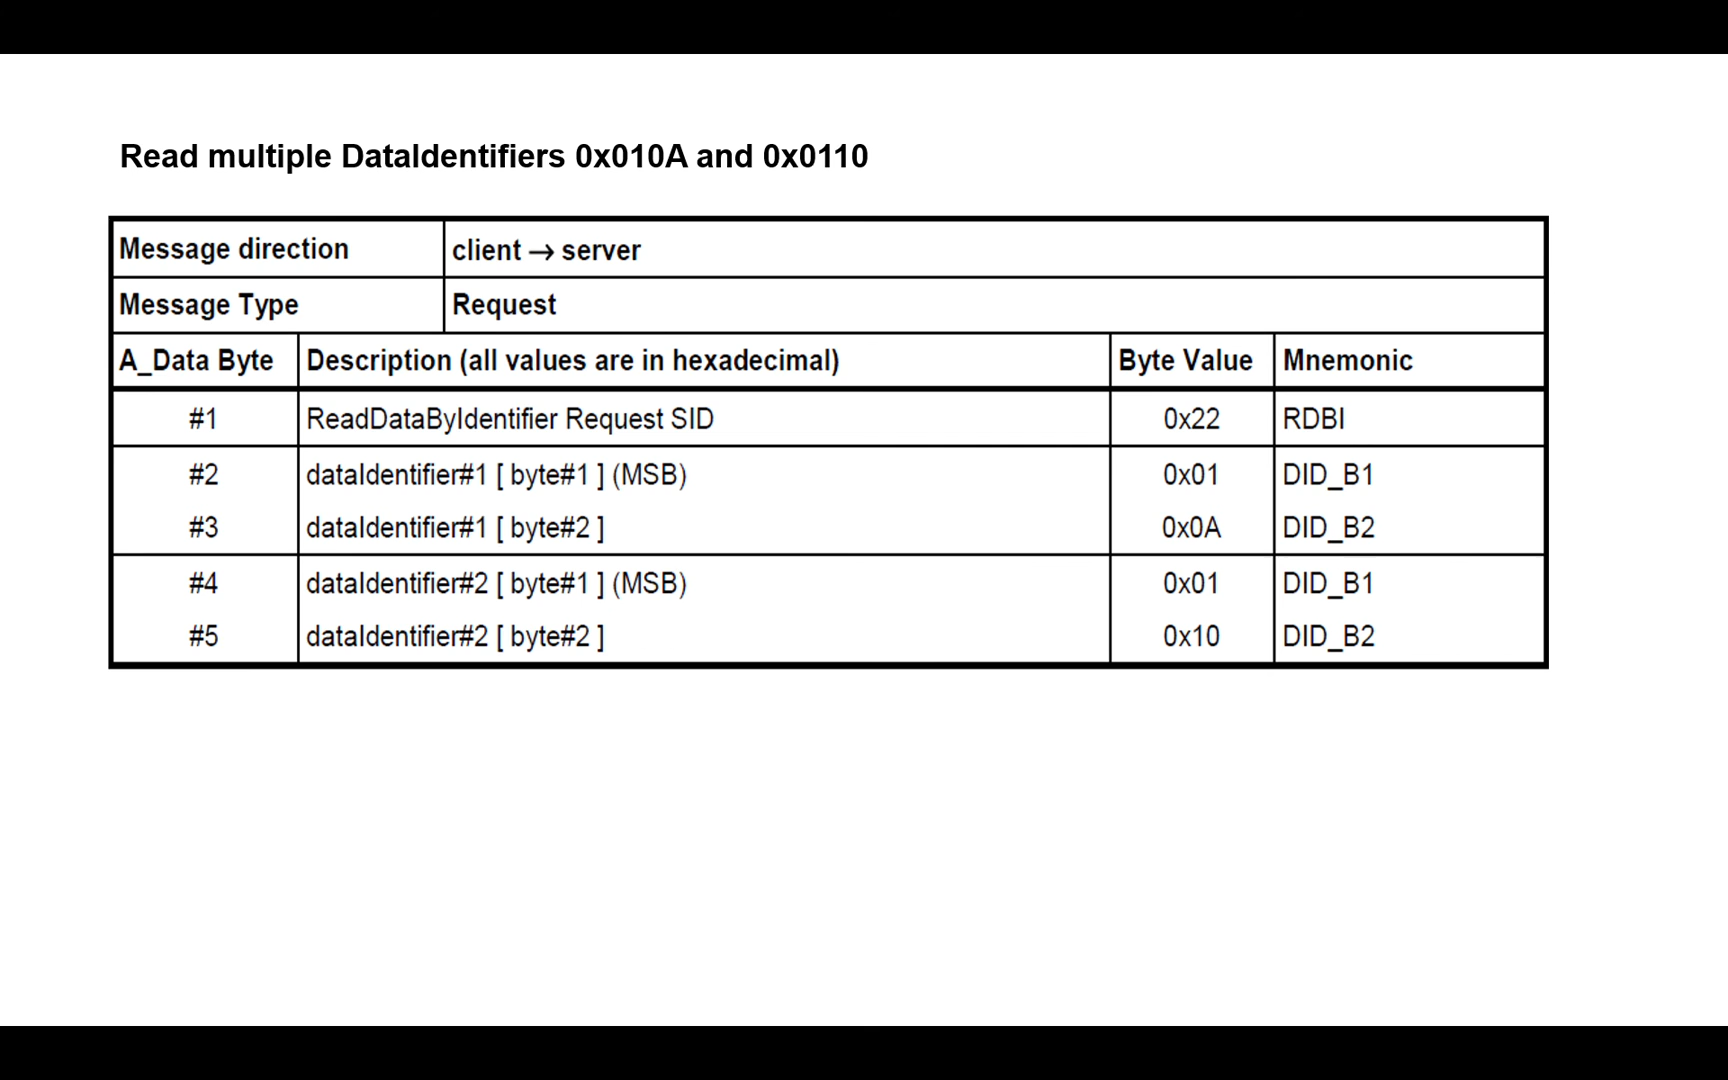 Read multiple DataIdentifiers 0x010A and 0x0110
Message direction client → server
Message Type Request
A_Data Byte Description (all values are in hexadecimal) Byte Value Mnemonic
#1 ReadDataByIdentifier Request SID 0x22 RDBI
#2 dataIdentifier#1 [ byte#1 ] (MSB) 0x01 DID_B1
#3 dataIdentifier#1 [ byte#2 ] 0x0A DID_B2
#4 dataIdentifier#2 [ byte#1 ] (MSB) 0x01 DID_B1
#5 dataIdentifier#2 [ byte#2 ] 0x10 DID_B2